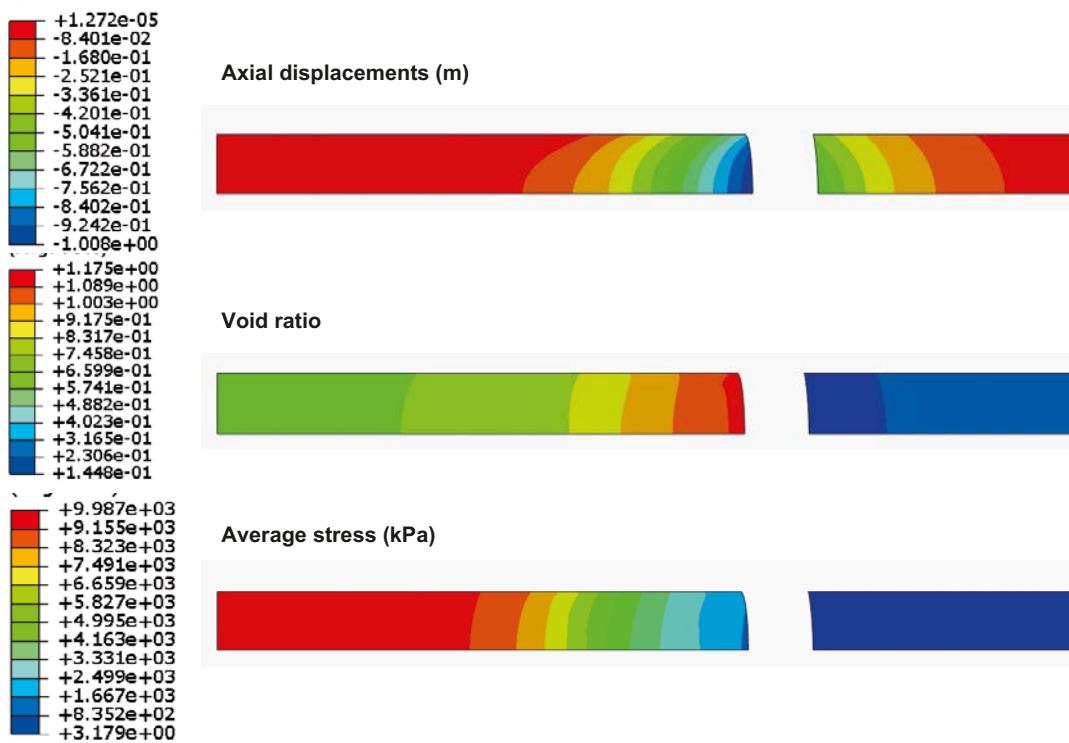 +1.272e-05
-8.401e-02
-1.680e-01
-2.521e-01
-3.361e-01
-4.201e-01
-5.041e-01
-5.882e-01
-6.722e-01
-7.562e-01
-8.402e-01
-9.242e-01
-1.008e+00
Axial displacements (m)
+1.175e+00
+1.089e+00
+1.003e+00
+9.175e-01
+8.317e-01
+7.458e-01
+6.599e-01
+5.741e-01
+4.882e-01
+4.023e-01
+3.165e-01
+2.306e-01
+1.448e-01
Void ratio
+9.987e+03
+9.155e+03
+8.323e+03
+7.491e+03
+6.659e+03
+5.827e+03
+4.995e+03
+4.163e+03
+3.331e+03
+2.499e+03
+1.667e+03
+8.352e+02
+3.179e+00
Average stress (kPa)